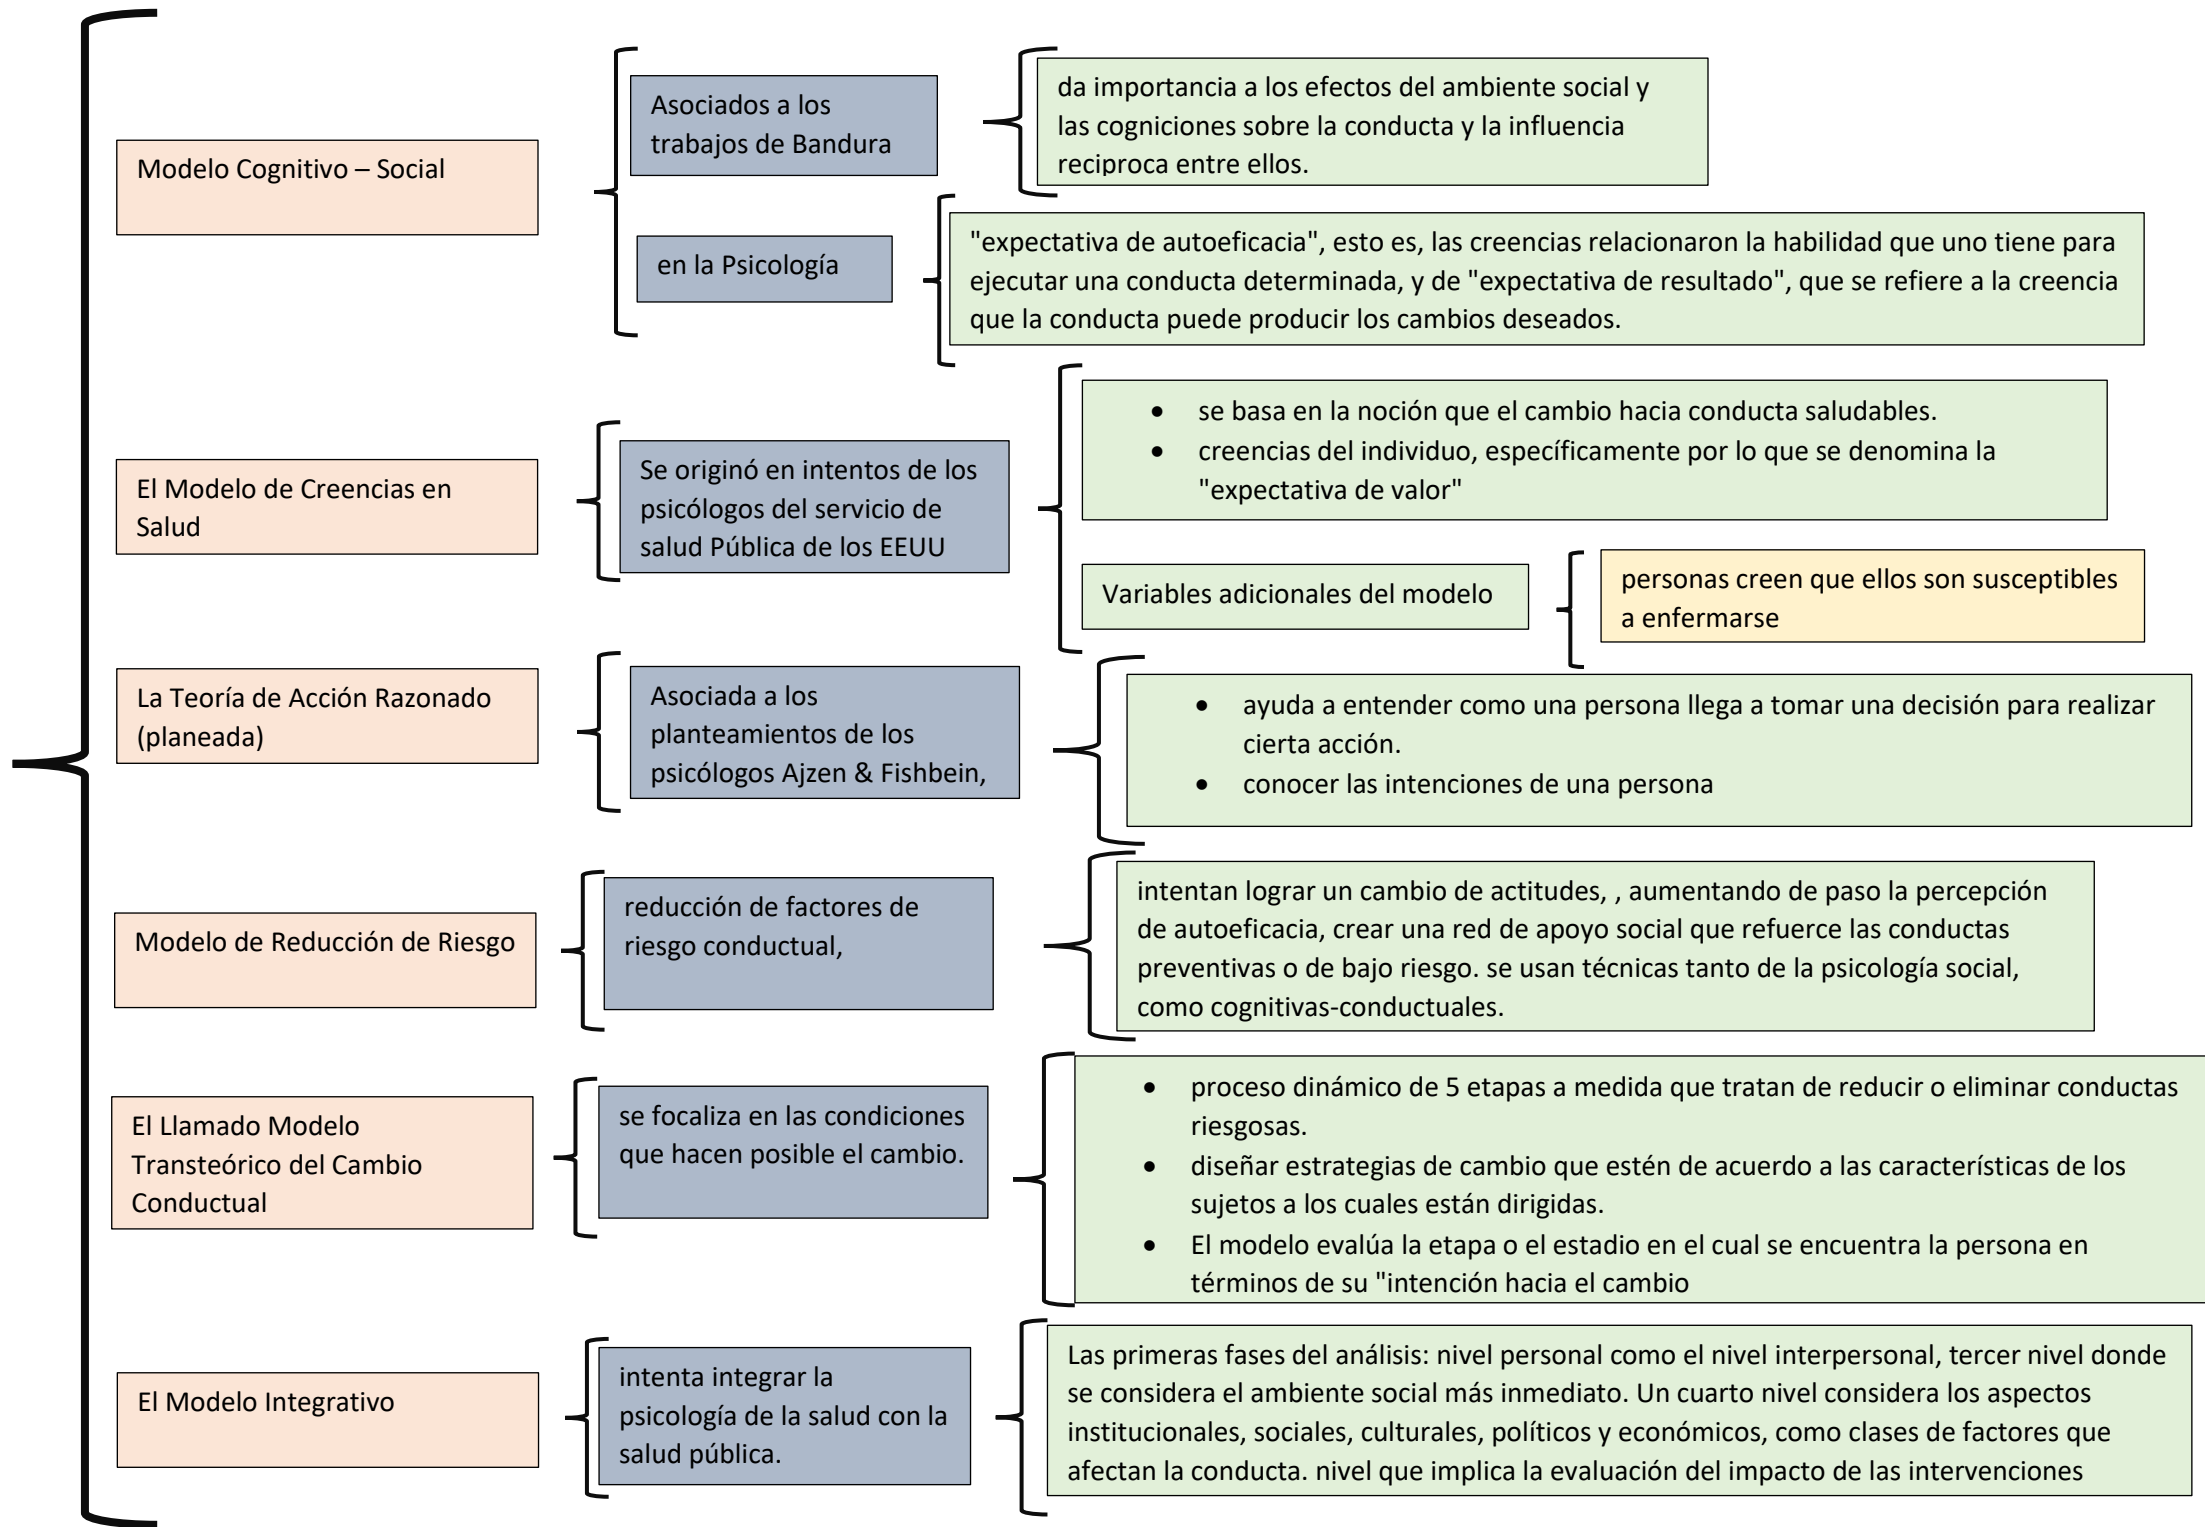 Modelo Cognitivo – Social
Asociados a los
trabajos de Bandura
da importancia a los efectos del ambiente social y
las cogniciones sobre la conducta y la influencia
reciproca entre ellos.
en la Psicología
"expectativa de autoeficacia", esto es, las creencias relacionaron la habilidad que uno tiene para
ejecutar una conducta determinada, y de "expectativa de resultado", que se refiere a la creencia
que la conducta puede producir los cambios deseados.
El Modelo de Creencias en
Salud
Se originó en intentos de los
psicólogos del servicio de
salud Pública de los EEUU
• se basa en la noción que el cambio hacia conducta saludables.
• creencias del individuo, específicamente por lo que se denomina la
"expectativa de valor"
Variables adicionales del modelo
personas creen que ellos son susceptibles
a enfermarse
La Teoría de Acción Razonado
(planeada)
Asociada a los
planteamientos de los
psicólogos Ajzen & Fishbein,
• ayuda a entender como una persona llega a tomar una decisión para realizar
cierta acción.
• conocer las intenciones de una persona
Modelo de Reducción de Riesgo
reducción de factores de
riesgo conductual,
intentan lograr un cambio de actitudes, , aumentando de paso la percepción
de autoeficacia, crear una red de apoyo social que refuerce las conductas
preventivas o de bajo riesgo. se usan técnicas tanto de la psicología social,
como cognitivas-conductuales.
El Llamado Modelo
Transteórico del Cambio
Conductual
se focaliza en las condiciones
que hacen posible el cambio.
• proceso dinámico de 5 etapas a medida que tratan de reducir o eliminar conductas
riesgosas.
• diseñar estrategias de cambio que estén de acuerdo a las características de los
sujetos a los cuales están dirigidas.
• El modelo evalúa la etapa o el estadio en el cual se encuentra la persona en
términos de su "intención hacia el cambio
El Modelo Integrativo
intenta integrar la
psicología de la salud con la
salud pública.
Las primeras fases del análisis: nivel personal como el nivel interpersonal, tercer nivel donde
se considera el ambiente social más inmediato. Un cuarto nivel considera los aspectos
institucionales, sociales, culturales, políticos y económicos, como clases de factores que
afectan la conducta. nivel que implica la evaluación del impacto de las intervenciones